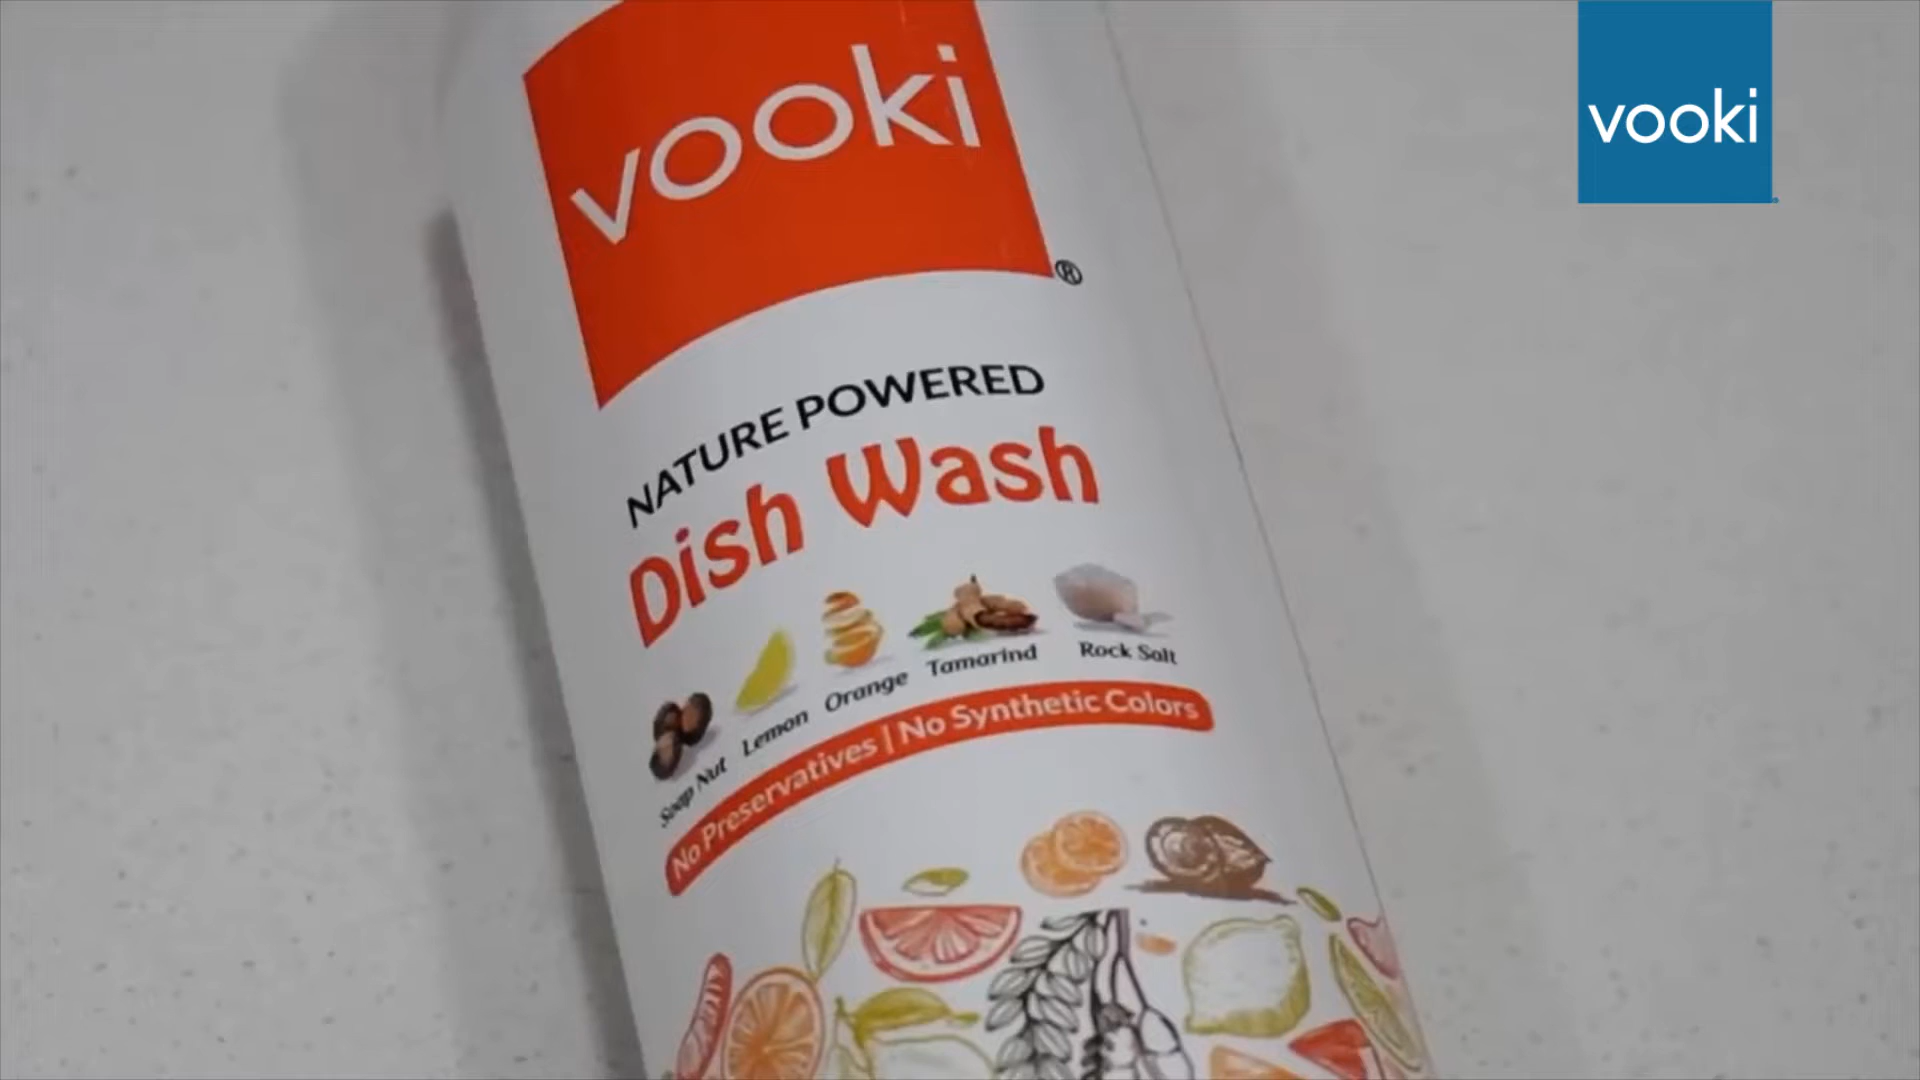 vooki
®
NATURE POWERED
Dish Wash
Soap Nut Lemon Orange Tamarind Rock Salt
No Preservatives | No Synthetic Colors
vooki